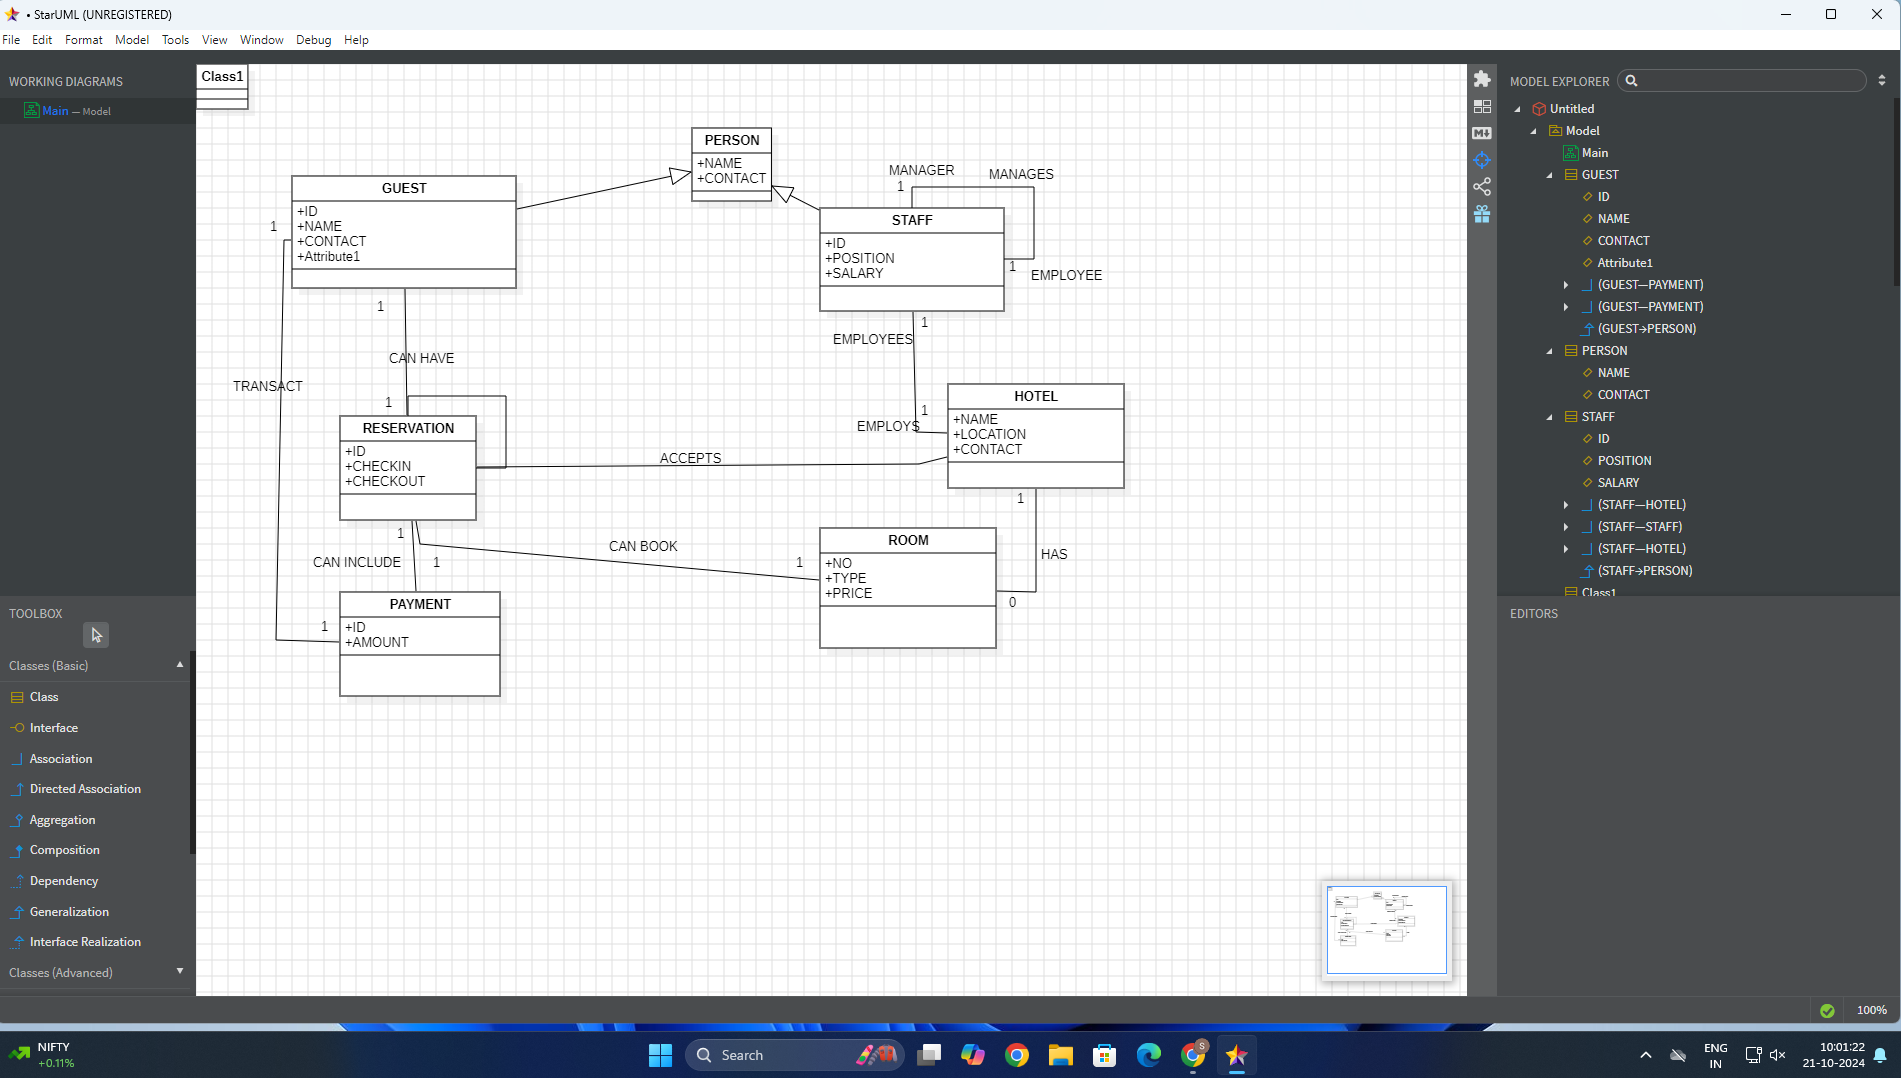 • StarUML (UNREGISTERED)
File Edit Format Model Tools View Window Debug Help
WORKING DIAGRAMS
Main — Model
TOOLBOX
Classes (Basic)
Class
Interface
Association
Directed Association
Aggregation
Composition
Dependency
Generalization
Interface Realization
Classes (Advanced)
Class1
PERSON
+NAME
+CONTACT
GUEST
+ID
+NAME
+CONTACT
+Attribute1
1
1
MANAGER
1
MANAGES
STAFF
+ID
+POSITION
+SALARY
1
EMPLOYEE
1
EMPLOYEES
CAN HAVE
TRANSACT
1
RESERVATION
+ID
+CHECKIN
+CHECKOUT
ACCEPTS
1
EMPLOYS
HOTEL
+NAME
+LOCATION
+CONTACT
1
HAS
0
1
CAN INCLUDE
1
CAN BOOK
1
ROOM
+NO
+TYPE
+PRICE
PAYMENT
+ID
+AMOUNT
1
MODEL EXPLORER
Untitled
Model
Main
GUEST
ID
NAME
CONTACT
Attribute1
(GUEST—PAYMENT)
(GUEST—PAYMENT)
(GUEST→PERSON)
PERSON
NAME
CONTACT
STAFF
ID
POSITION
SALARY
(STAFF—HOTEL)
(STAFF—STAFF)
(STAFF—HOTEL)
(STAFF→PERSON)
Class1
EDITORS
100%
NIFTY
+0.11%
Search
S
ENG
IN
10:01:22
21-10-2024